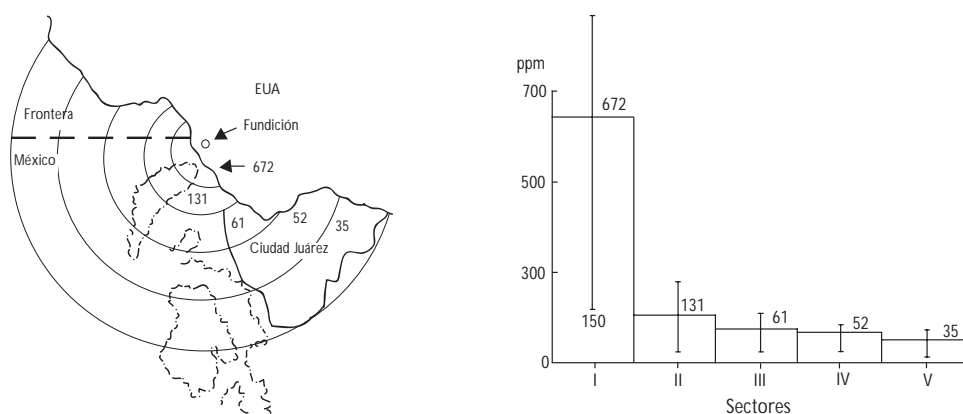 EUA
Frontera
Fundición
México
672
131
61
52
35
Ciudad Juárez
ppm
700
672
500
300
150
131
61
52
35
0
I
II
III
IV
V
Sectores